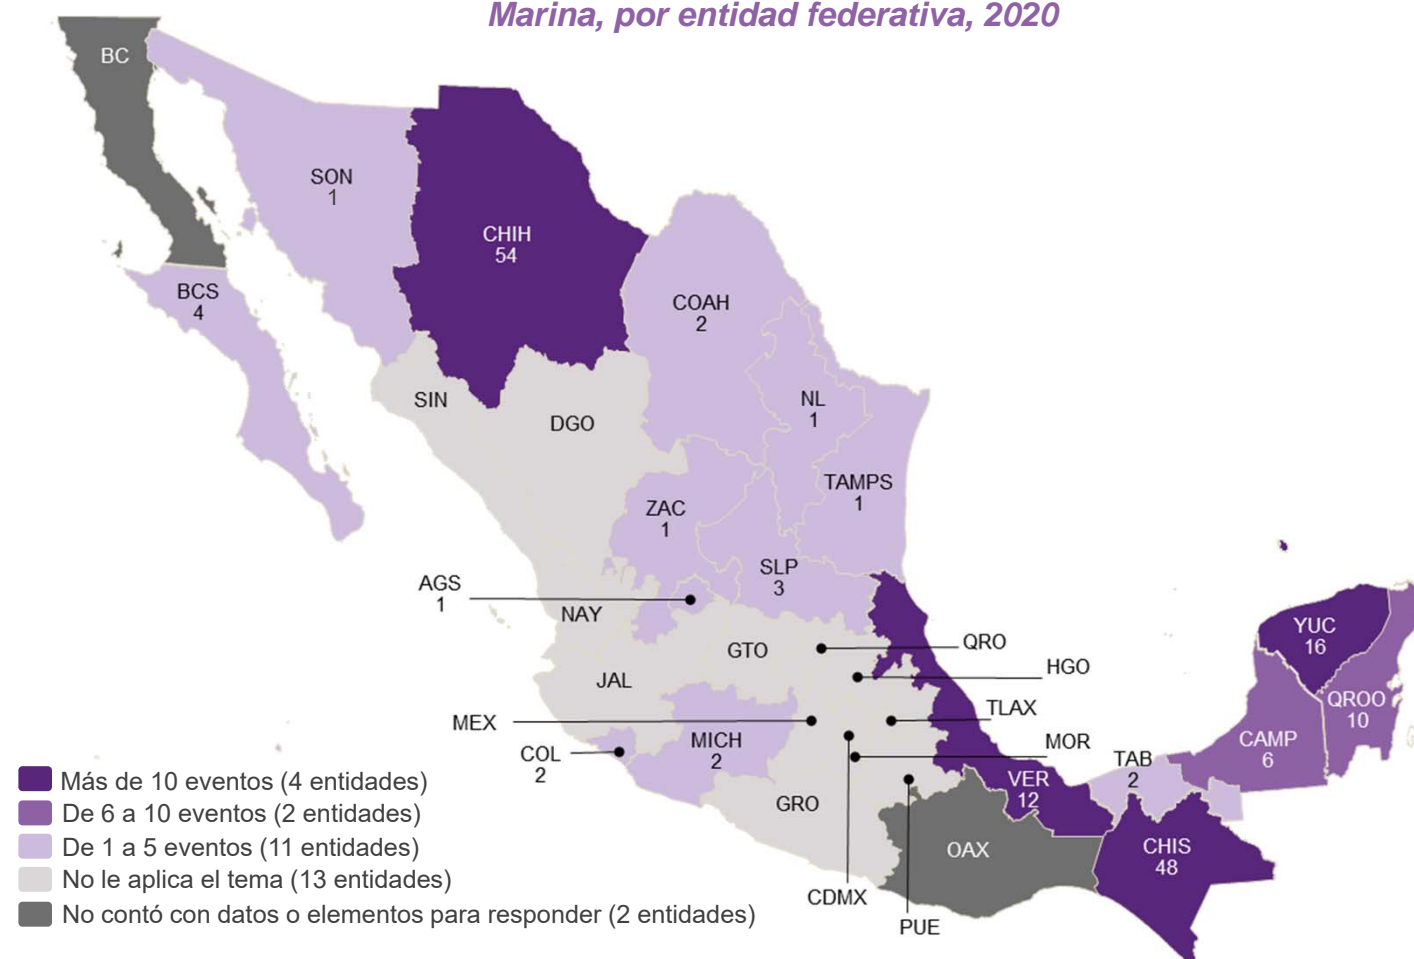 Marina, por entidad federativa, 2020
BC
SON
1
CHIH
54
BCS
4
COAH
2
SIN
DGO
NL
1
TAMPS
1
ZAC
1
SLP
3
AGS
1
NAY
GTO
QRO
HGO
JAL
MEX
TLAX
MOR
COL
2
MICH
2
GRO
CDMX
PUE
VER
12
TAB
2
OAX
CHIS
48
CAMP
6
YUC
16
QROO
10
Más de 10 eventos (4 entidades)
De 6 a 10 eventos (2 entidades)
De 1 a 5 eventos (11 entidades)
No le aplica el tema (13 entidades)
No contó con datos o elementos para responder (2 entidades)